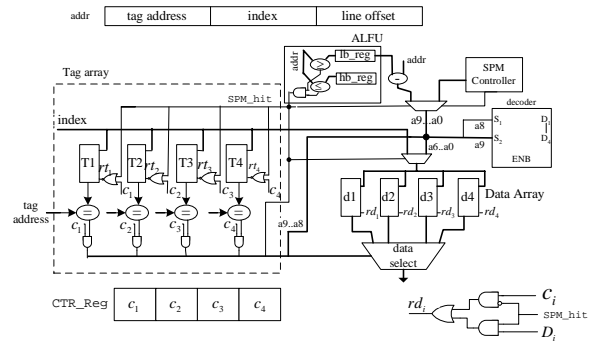 addr tag address index line offset
ALFU
addr
lb_reg
hb_reg
> 
≤
-
addr
SPM Controller
decoder
S₁ D₁
S₂ D₄
ENB
a8
a9
a9...a0
a6..a0
Tag array
SPM_hit
index
T1 rt₁ T2 rt₂ T3 rt₃ T4 rt₄
c₁ c₂ c₃ c₄
tag address
= = = =
c₁ c₂ c₃ c₄
a9..a8
d1 d2 d3 d4 Data Array
rd₁ rd₂ rd₃ rd₄
data select
CTR_Reg c₁ c₂ c₃ c₄
rdᵢ
cᵢ
SPM_hit
Dᵢ